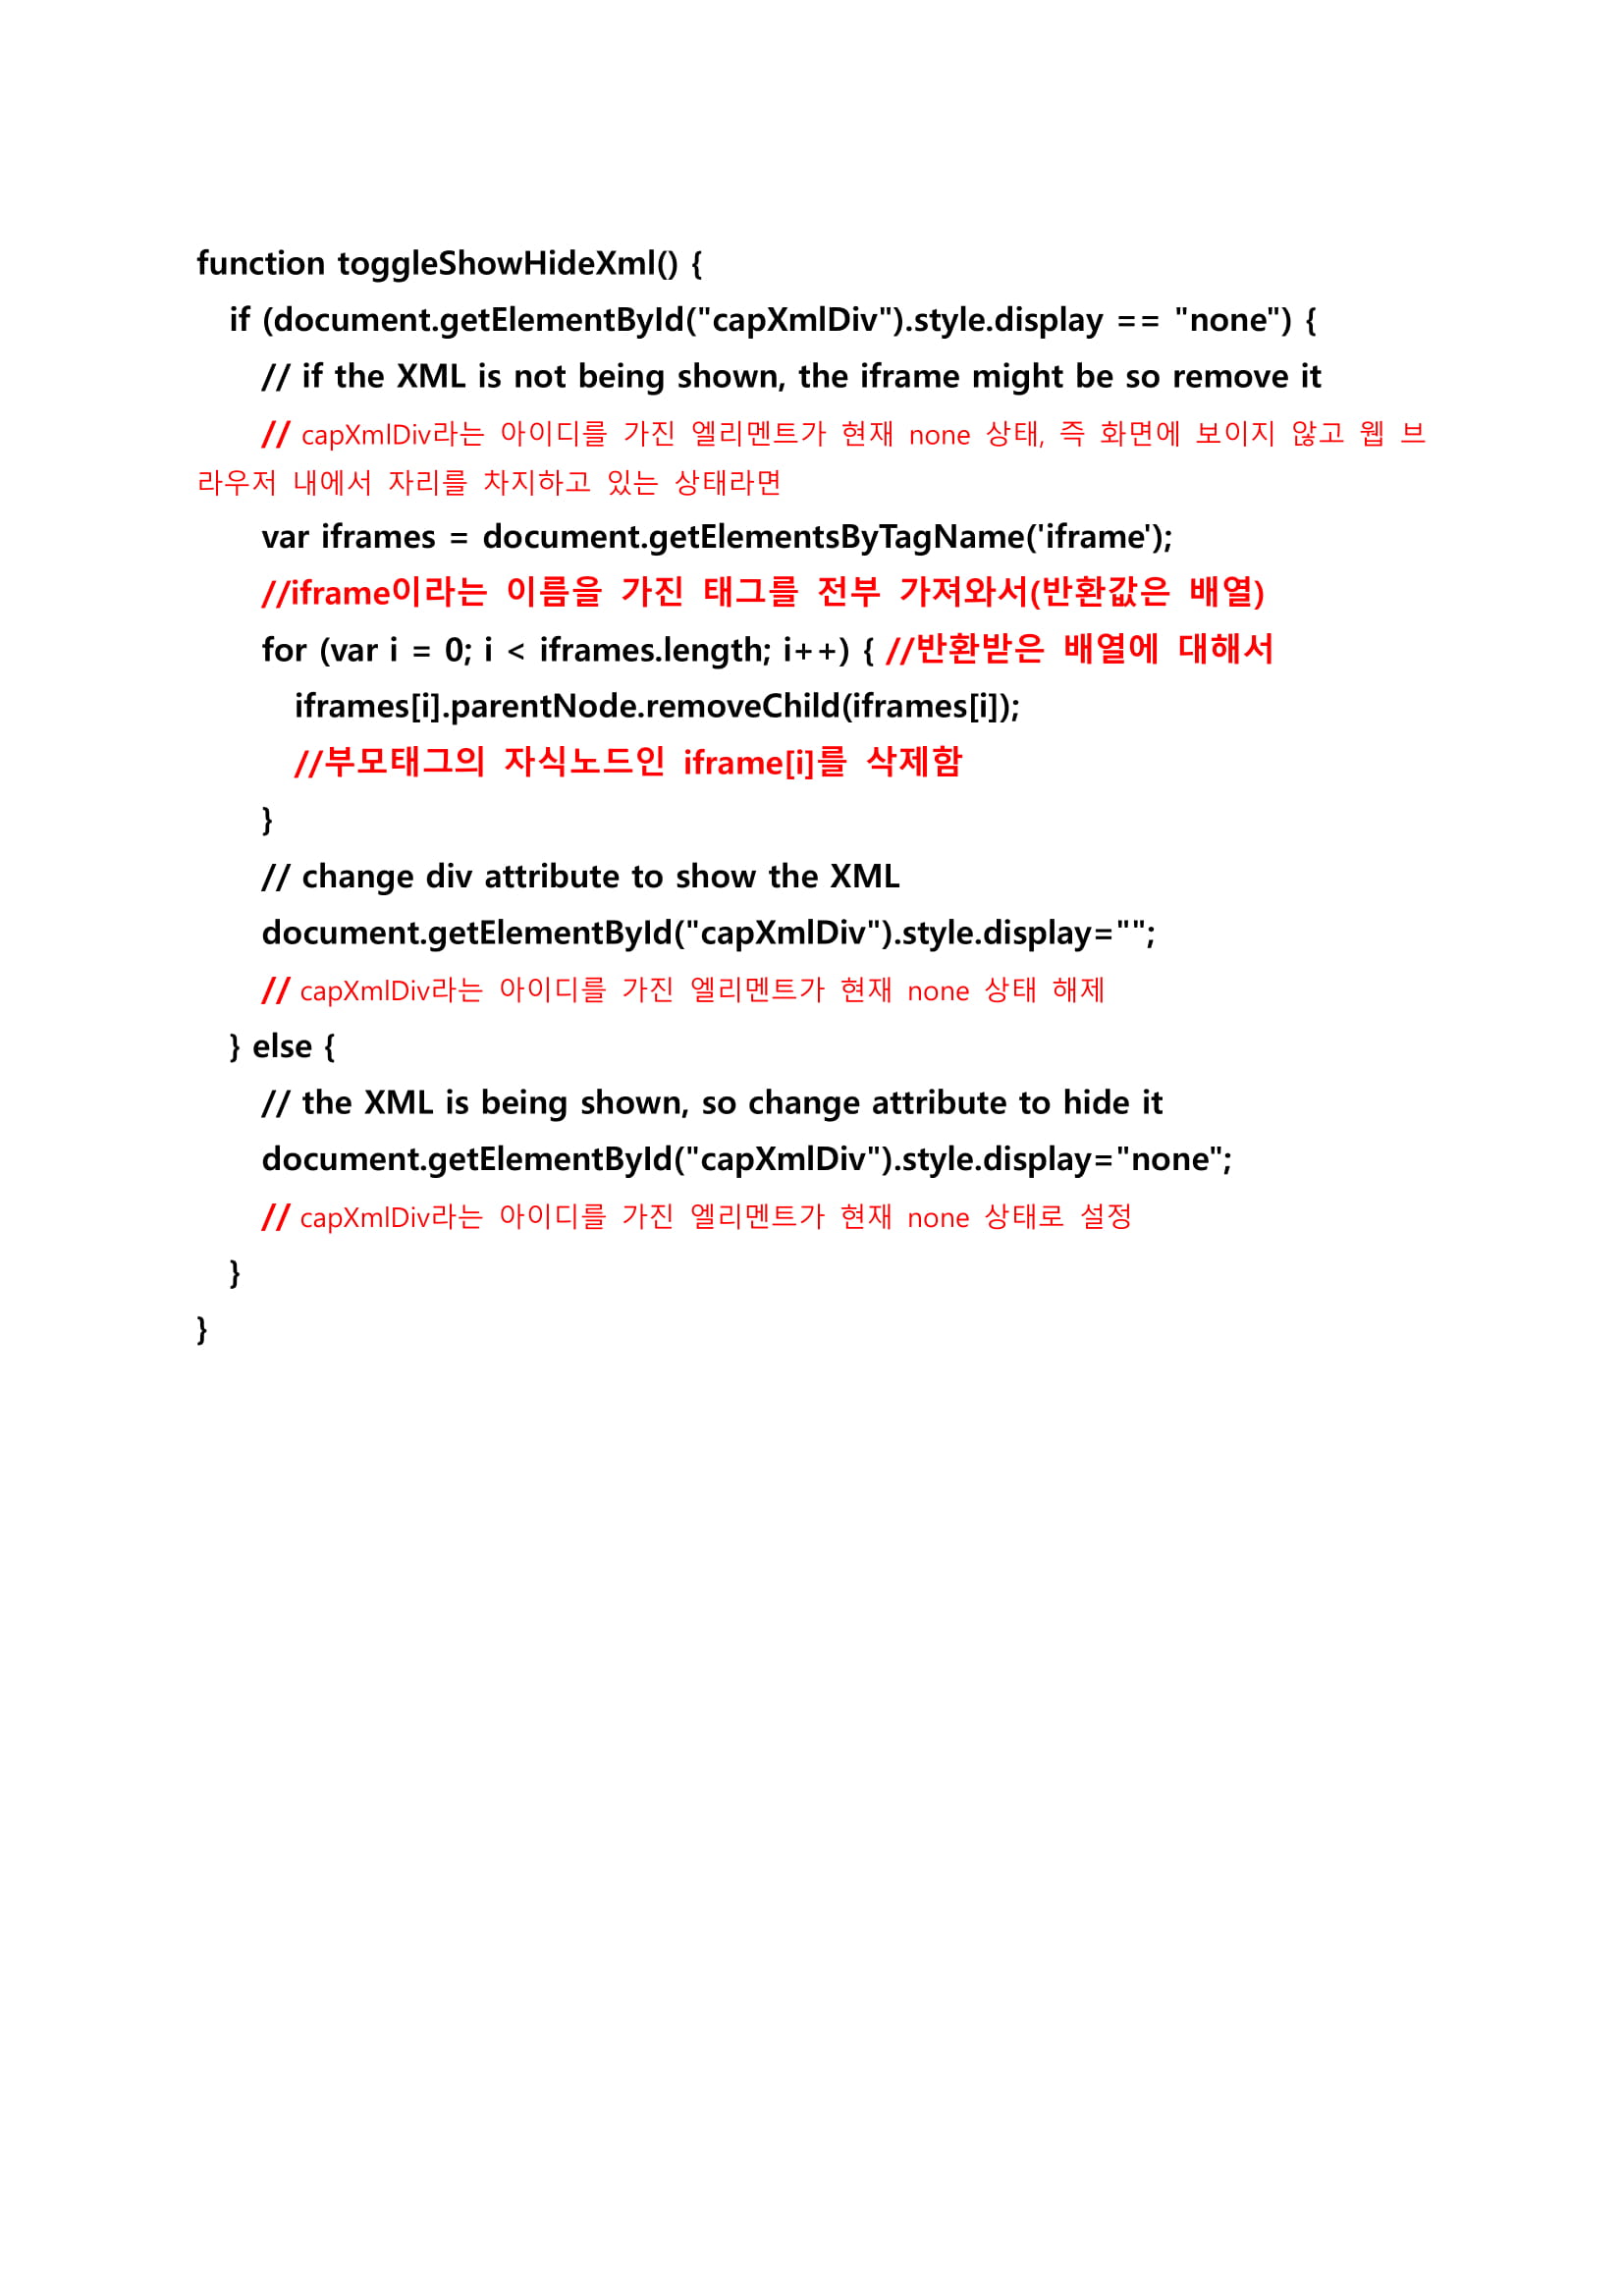 function toggleShowHideXml() {
if (document.getElementById("capXmlDiv").style.display == "none") {
// if the XML is not being shown, the iframe might be so remove it
// capXmlDiv라는 아이디를 가진 엘리멘트가 현재 none 상태, 즉 화면에 보이지 않고 웹 브
라우저 내에서 자리를 차지하고 있는 상태라면
var iframes = document.getElementsByTagName('iframe');
//iframe이라는 이름을 가진 태그를 전부 가져와서(반환값은 배열)
for (var i = 0; i < iframes.length; i++) { //반환받은 배열에 대해서
iframes[i].parentNode.removeChild(iframes[i]);
//부모태그의 자식노드인 iframe[i]를 삭제함
}
// change div attribute to show the XML
document.getElementById("capXmlDiv").style.display="";
// capXmlDiv라는 아이디를 가진 엘리멘트가 현재 none 상태 해제
} else {
// the XML is being shown, so change attribute to hide it
document.getElementById("capXmlDiv").style.display="none";
// capXmlDiv라는 아이디를 가진 엘리멘트가 현재 none 상태로 설정
}
}